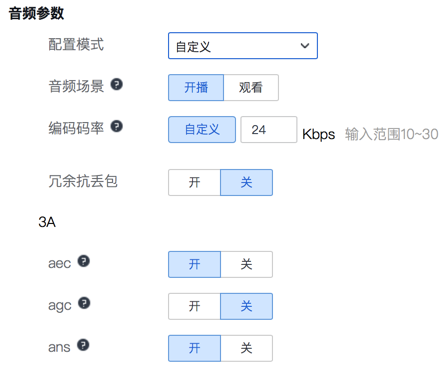 音频参数
配置模式 自定义
音频场景 ? 开播 观看
编码码率 ? 自定义 24 Kbps 输入范围10~30
冗余抗丢包 开 关
3A
aec ? 开 关
agc ? 开 关
ans ? 开 关